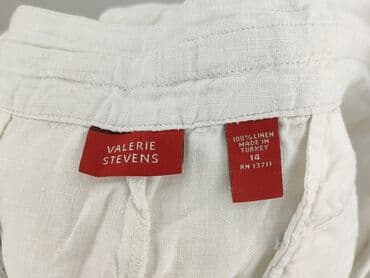 VALERIE
STEVENS
100% LINEN
MADE IN
TURKEY
14
RN 13711